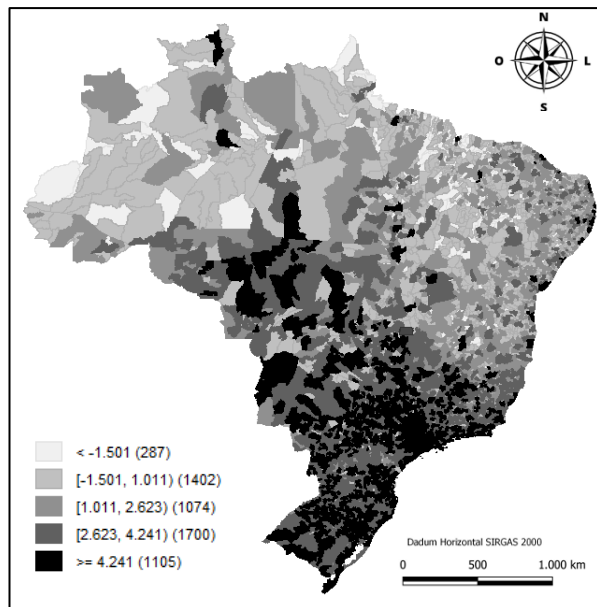 N
O L
S
< -1.501 (287)
[-1.501, 1.011) (1402)
[1.011, 2.623) (1074)
[2.623, 4.241) (1700)
>= 4.241 (1105)
Dadum Horizontal SIRGAS 2000
0 500 1.000 km